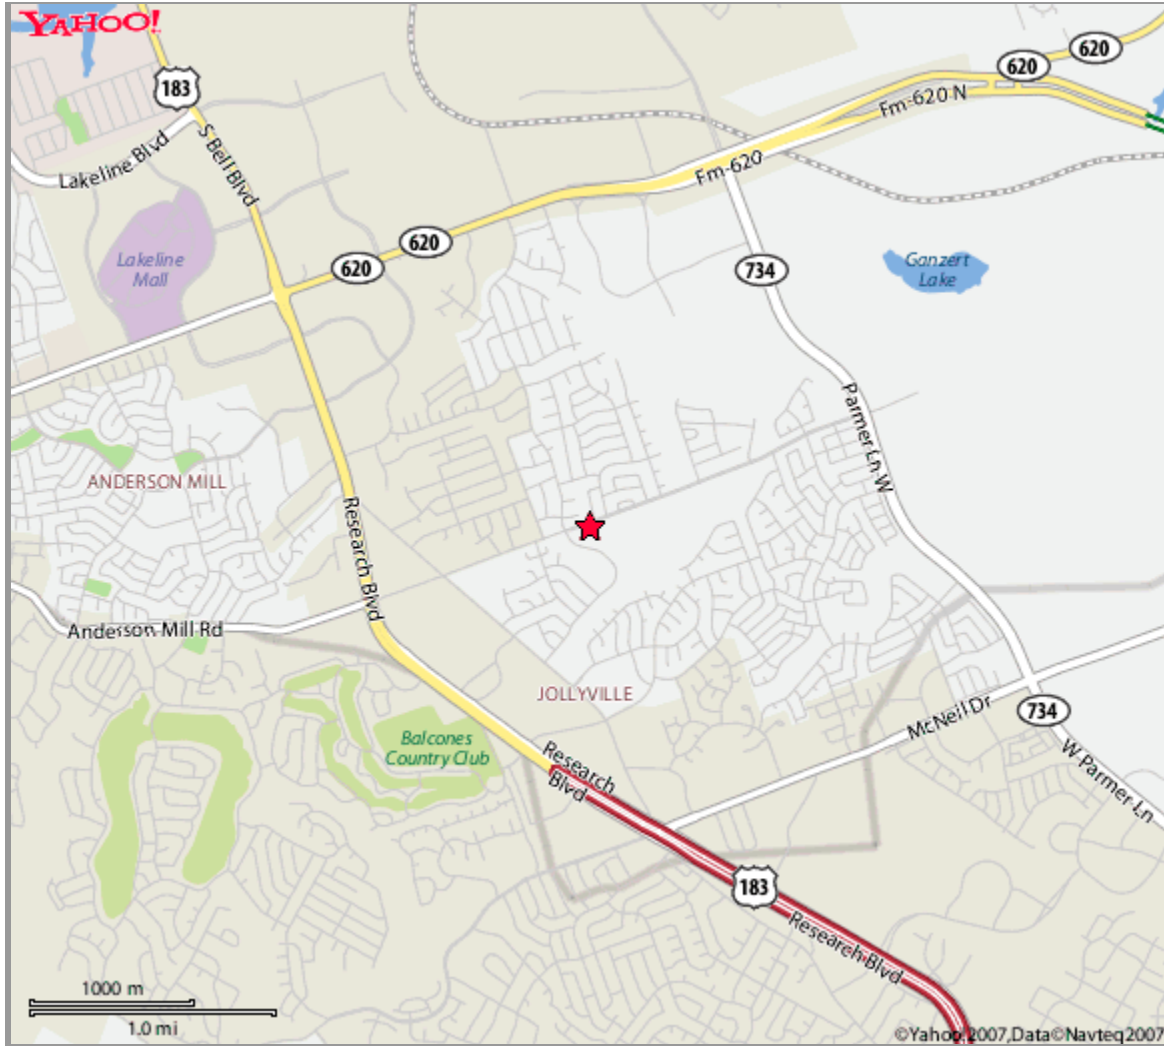 YAHOO!
183
620
620
Fm-620 N
Lakeline Blvd
S Bell Blvd
Fm-620
Lakeline
Mall
620
620
734
Ganzert
Lake
Parmer Ln W
ANDERSON MILL
Research Blvd
Anderson Mill Rd
JOLLYVILLE
McNeil Dr
734
Balcones
Country Club
W Parmer Ln
Research
Blvd
183
Research Blvd
1000 m
1.0 mi
©Yahoo!2007,Data©Navteq2007